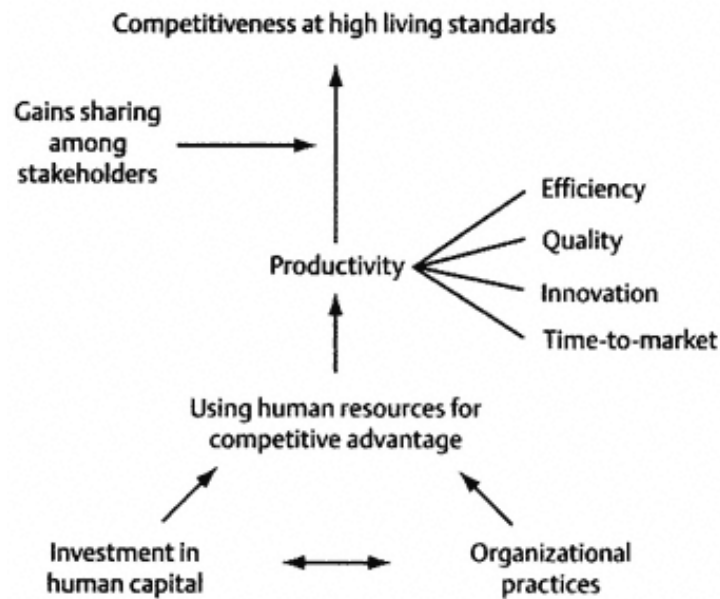 Competitiveness at high living standards
Gains sharing
among
stakeholders
Efficiency
Quality
Productivity
Innovation
Time-to-market
Using human resources for
competitive advantage
Investment in
human capital
Organizational
practices